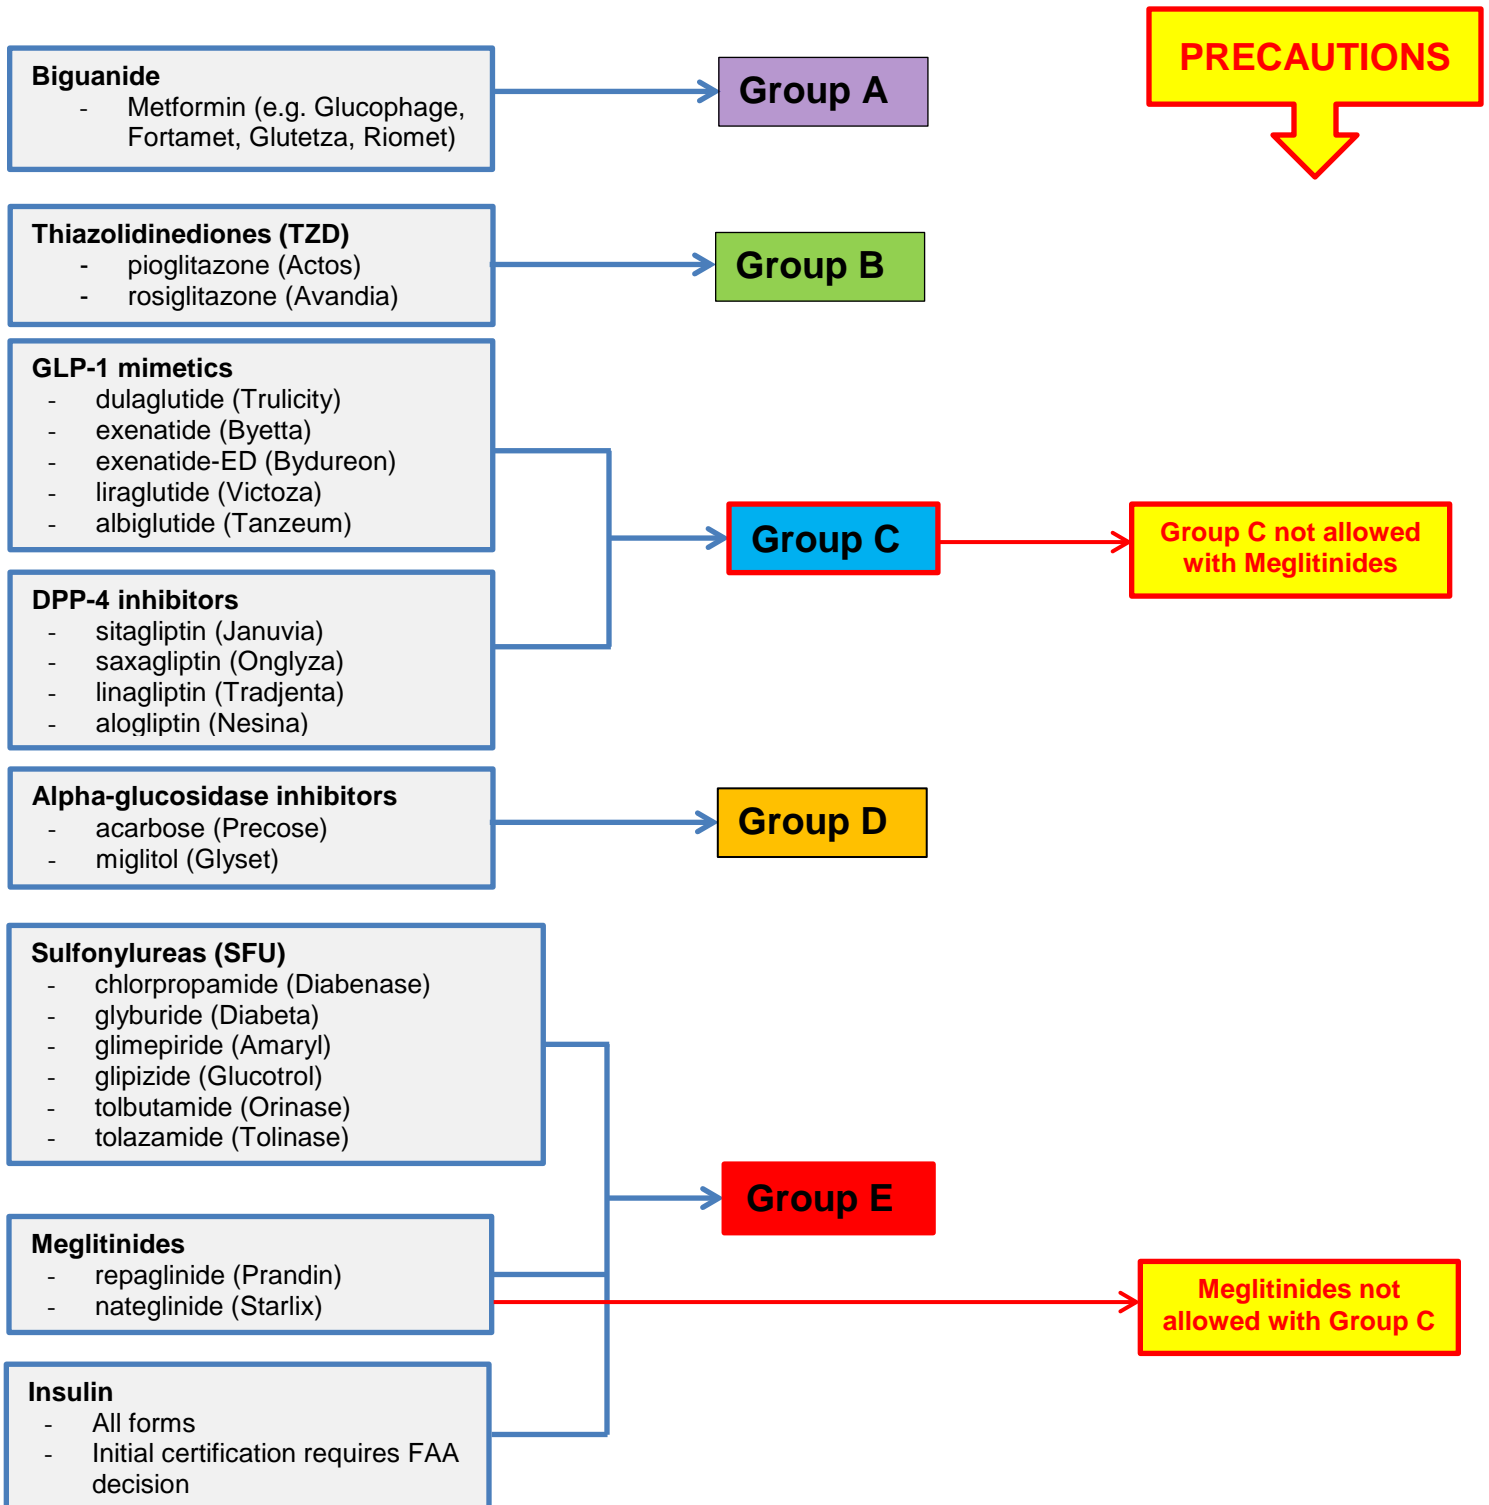 PRECAUTIONS
Biguanide
- Metformin (e.g. Glucophage,
Fortamet, Glutetza, Riomet)
Group A
Thiazolidinediones (TZD)
- pioglitazone (Actos)
- rosiglitazone (Avandia)
Group B
GLP-1 mimetics
- dulaglutide (Trulicity)
- exenatide (Byetta)
- exenatide-ED (Bydureon)
- liraglutide (Victoza)
- albiglutide (Tanzeum)
DPP-4 inhibitors
- sitagliptin (Januvia)
- saxagliptin (Onglyza)
- linagliptin (Tradjenta)
- alogliptin (Nesina)
Group C
Group C not allowed
with Meglitinides
Alpha-glucosidase inhibitors
- acarbose (Precose)
- miglitol (Glyset)
Group D
Sulfonylureas (SFU)
- chlorpropamide (Diabenase)
- glyburide (Diabeta)
- glimepiride (Amaryl)
- glipizide (Glucotrol)
- tolbutamide (Orinase)
- tolazamide (Tolinase)
Group E
Meglitinides
- repaglinide (Prandin)
- nateglinide (Starlix)
Meglitinides not
allowed with Group C
Insulin
- All forms
- Initial certification requires FAA
decision